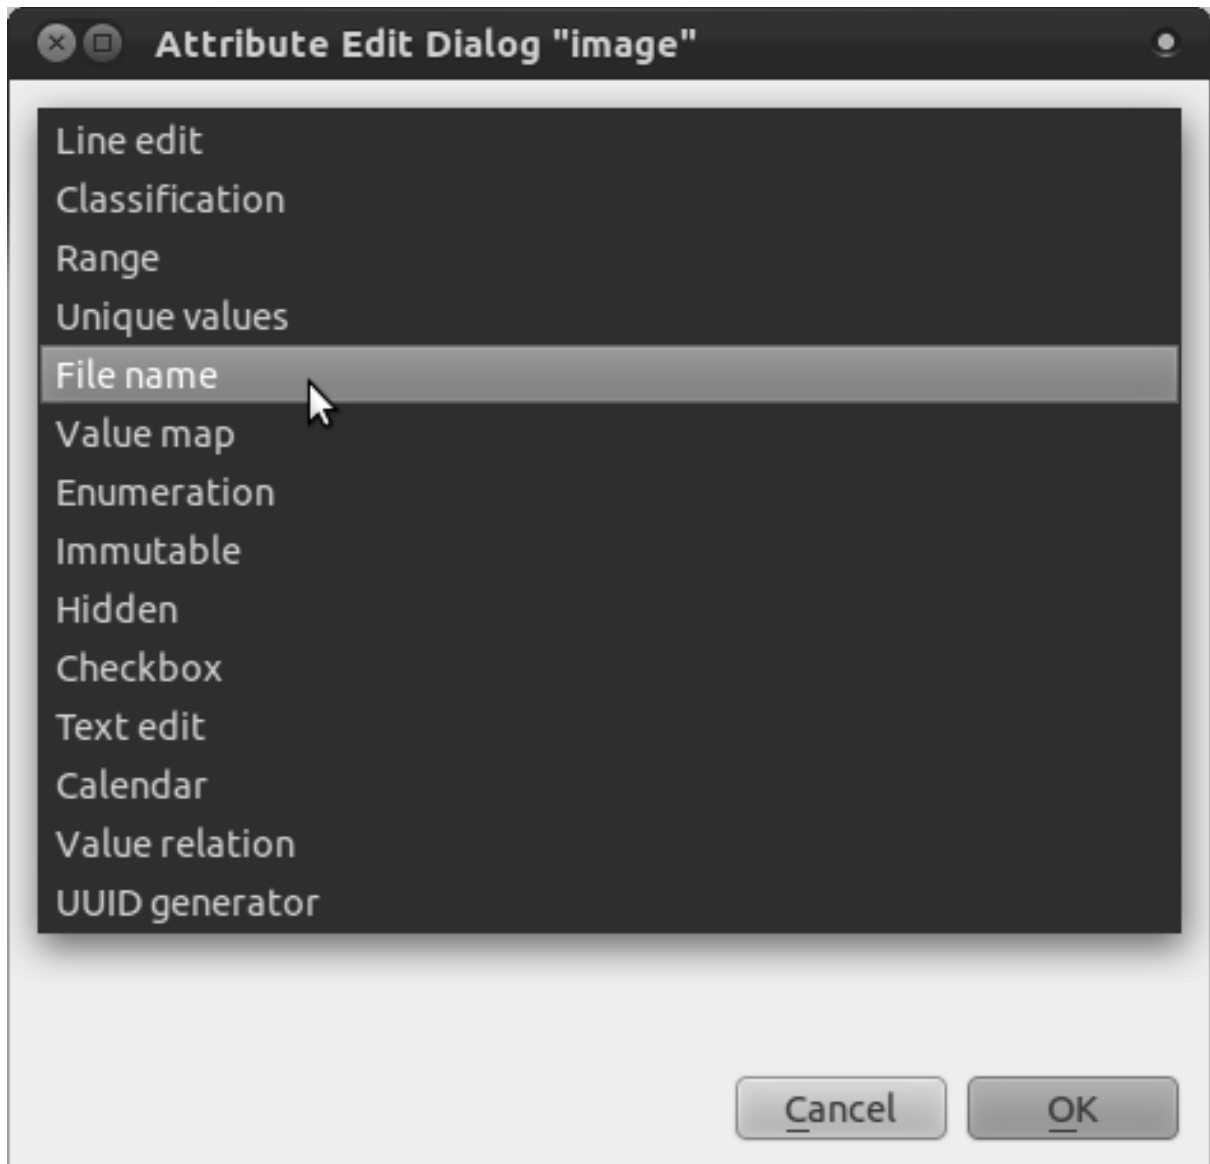 Attribute Edit Dialog "image"
Line edit
Classification
Range
Unique values
File name
Value map
Enumeration
Immutable
Hidden
Checkbox
Text edit
Calendar
Value relation
UUID generator
Cancel OK